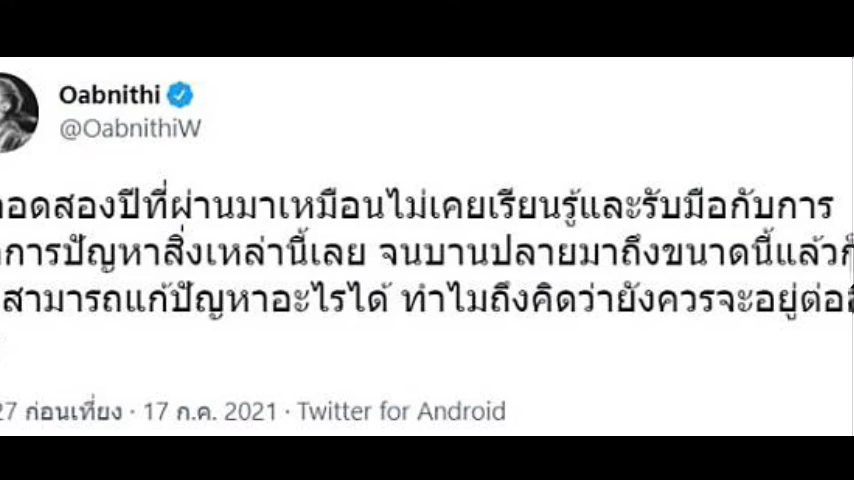 Oabnithi
@OabnithiW
อดสองปีที่ผ่านมาเหมือนไม่เคยเรียนรู้และรับมือกับการ
การปัญหาสิ่งเหล่านี้เลย จนบานปลายมาถึงขนาดนี้แล้ว
สามารถแก้ปัญหาอะไรได้ ทำไมถึงคิดว่ายังควรจะอยู่ต่อ
27 ก่อนเที่ยง · 17 ก.ค. 2021 · Twitter for Android